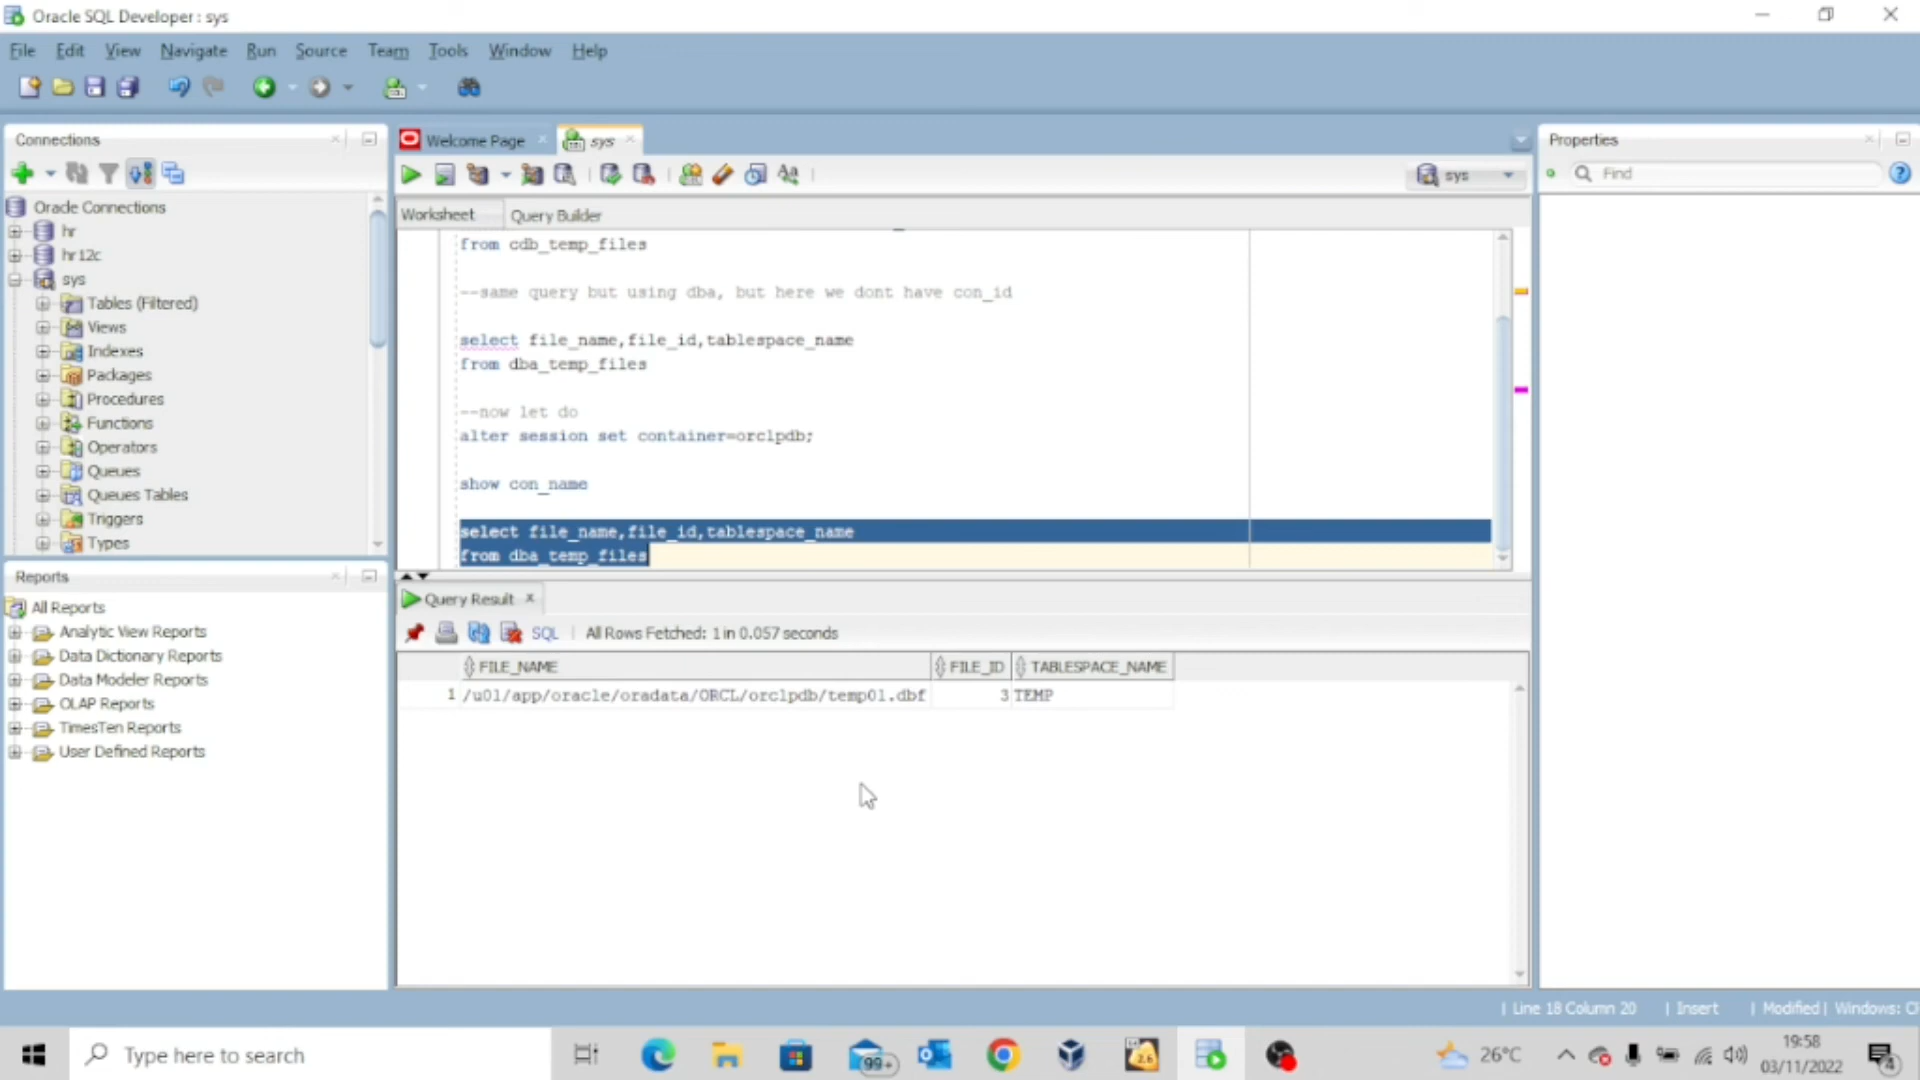 Oracle SQL Developer : sys
File Edit View Navigate Run Source Team Tools Window Help
Connections
Welcome Page
sys
Properties
sys
Find
Worksheet
Query Builder
Oracle Connections
hr
hr12c
sys
Tables (Filtered)
Views
Indexes
Packages
Procedures
Functions
Operators
Queues
Queues Tables
Triggers
Types
from cdb_temp_files
--same query but using dba, but here we dont have con_id
select file_name,file_id,tablespace_name
from dba_temp_files
--now let do
alter session set container=orclpdb;
show con_name
select file_name,file_id,tablespace_name
from dba_temp_files
Reports
All Reports
Analytic View Reports
Data Dictionary Reports
Data Modeler Reports
OLAP Reports
TimesTen Reports
User Defined Reports
Query Result
SQL | All Rows Fetched: 1 in 0.057 seconds
FILE_NAME FILE_ID TABLESPACE_NAME
1 /u01/app/oracle/oradata/ORCL/orclpdb/temp01.dbf 3 TEMP
| Line 18 Column 20 | Insert | Modified | Windows: C
Type here to search
99+
2.6
26°C
19:58
03/11/2022
4